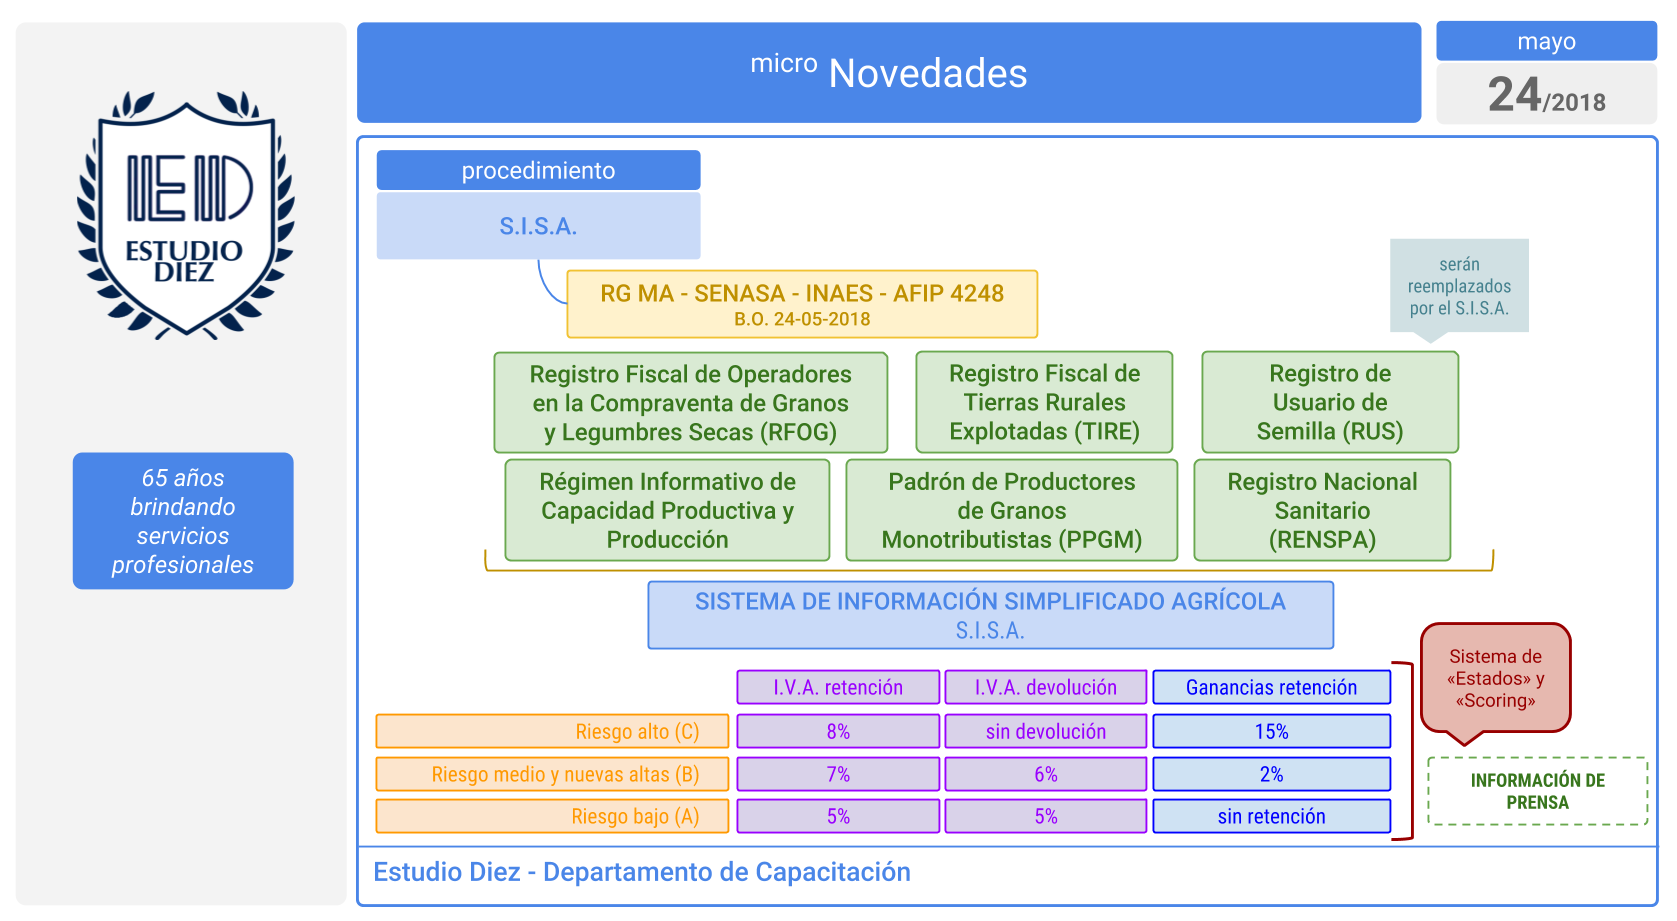 micro Novedades
mayo
24/2018
ED
ESTUDIO
DIEZ
65 años
brindando
servicios
profesionales
procedimiento
S.I.S.A.
RG MA - SENASA - INAES - AFIP 4248
B.O. 24-05-2018
serán
reemplazados
por el S.I.S.A.
Registro Fiscal de Operadores
en la Compraventa de Granos
y Legumbres Secas (RFOG)
Registro Fiscal de
Tierras Rurales
Explotadas (TIRE)
Registro de
Usuario de
Semilla (RUS)
Régimen Informativo de
Capacidad Productiva y
Producción
Padrón de Productores
de Granos
Monotributistas (PPGM)
Registro Nacional
Sanitario
(RENSPA)
SISTEMA DE INFORMACIÓN SIMPLIFICADO AGRÍCOLA
S.I.S.A.
I.V.A. retención I.V.A. devolución Ganancias retención
Riesgo alto (C) 8% sin devolución 15%
Riesgo medio y nuevas altas (B) 7% 6% 2%
Riesgo bajo (A) 5% 5% sin retención
Sistema de
«Estados» y
«Scoring»
INFORMACIÓN DE
PRENSA
Estudio Diez - Departamento de Capacitación